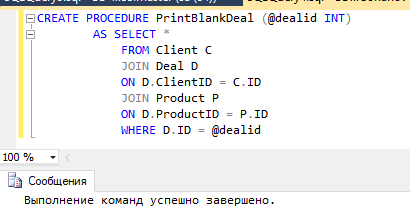 CREATE PROCEDURE PrintBlankDeal (@dealid INT)
AS SELECT *
FROM Client C
JOIN Deal D
ON D.ClientID = C.ID
JOIN Product P
ON D.ProductID = P.ID
WHERE D.ID = @dealid
100 %
Сообщения
Выполнение команд успешно завершено.